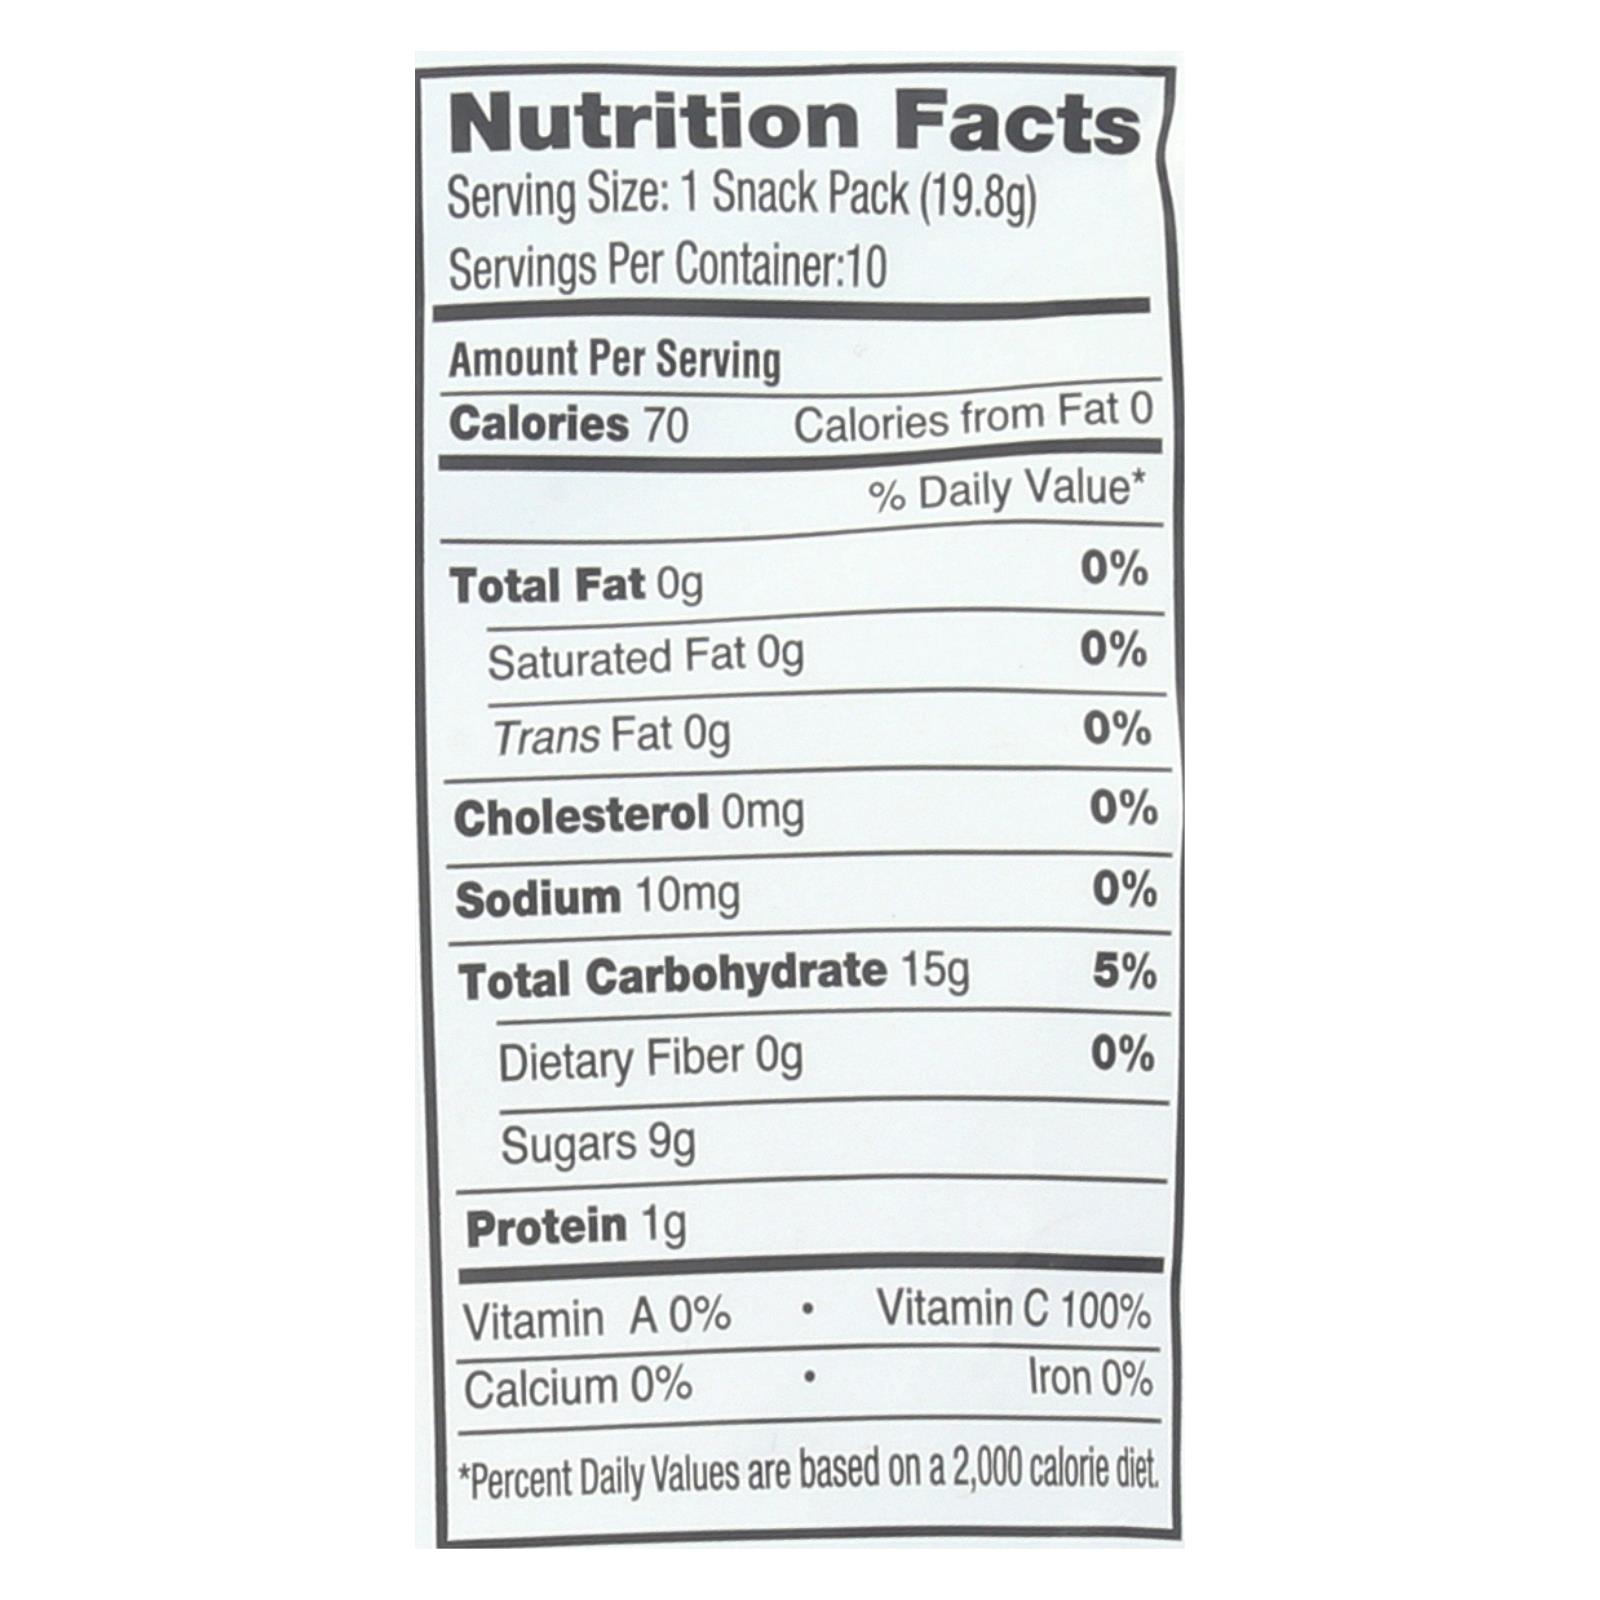 Nutrition Facts
Serving Size: 1 Snack Pack (19.8g)
Servings Per Container:10
Amount Per Serving
Calories 70 Calories from Fat 0
% Daily Value*
Total Fat 0g 0%
Saturated Fat 0g 0%
Trans Fat 0g 0%
Cholesterol 0mg 0%
Sodium 10mg 0%
Total Carbohydrate 15g 5%
Dietary Fiber 0g 0%
Sugars 9g
Protein 1g
Vitamin A 0% • Vitamin C 100%
Calcium 0% • Iron 0%
*Percent Daily Values are based on a 2,000 calorie diet.